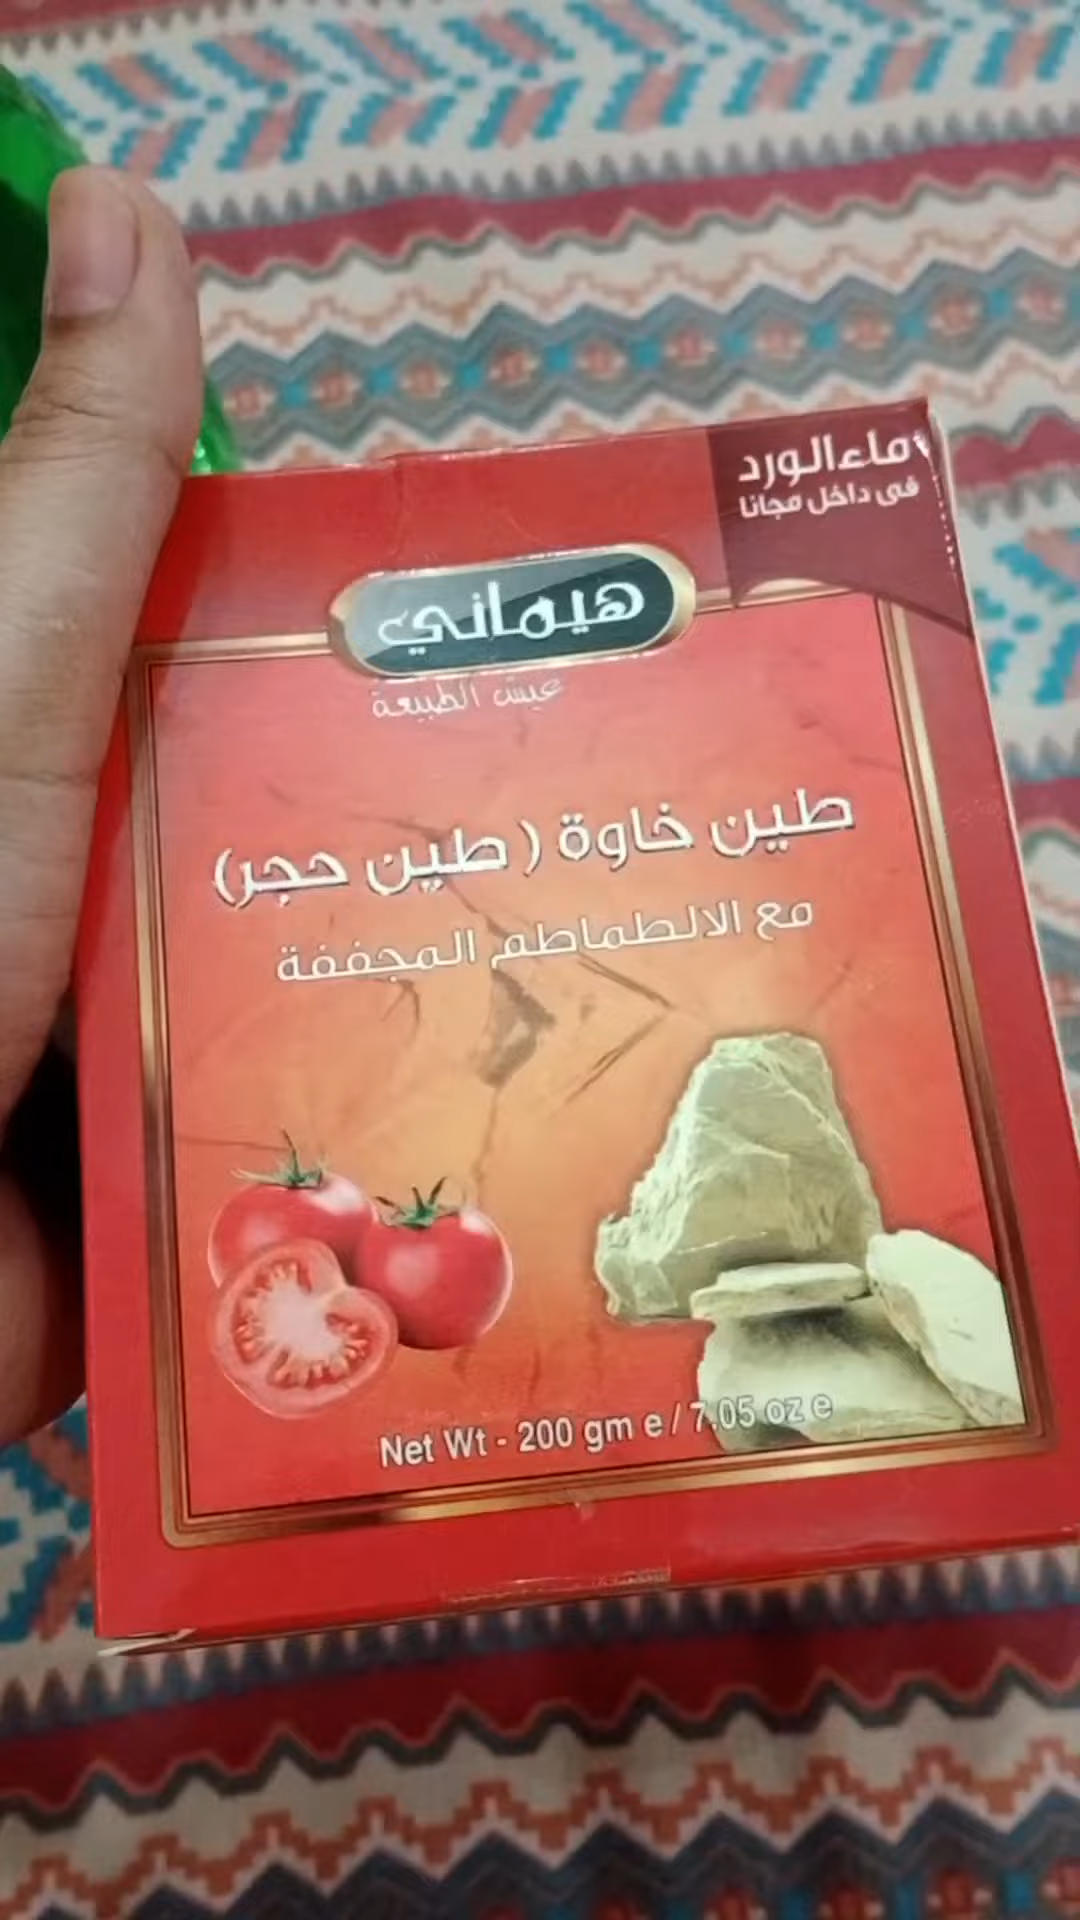 ماء الورد
فى داخل مجانا
هيماني
عيش الطبيعة
طين خاوة ( طين حجر)
مع الالطماطم المجففة
Net Wt - 200 gm e / 7.05 oz e